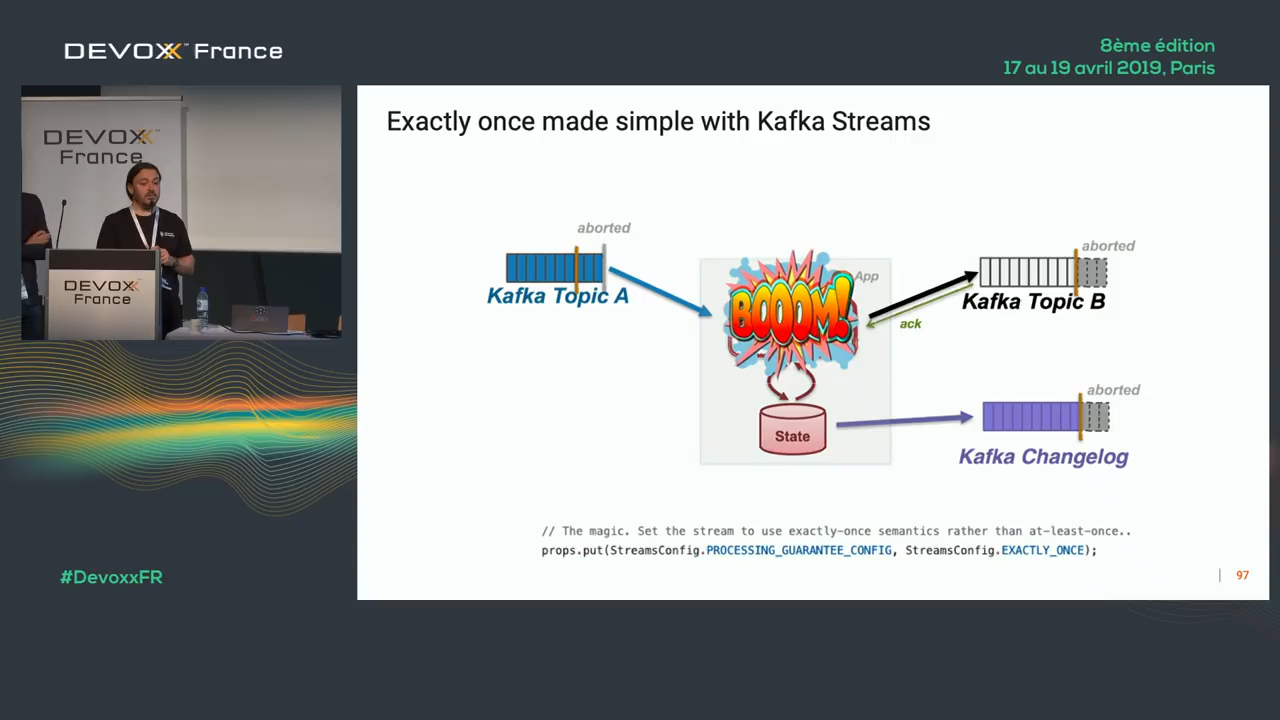 DEVOXX™ France
8ème édition
17 au 19 avril 2019, Paris
DEVOXX™
France
DEVOXX
France
#DevoxxFR
Exactly once made simple with Kafka Streams
aborted
Kafka Topic A
BOOOM!
App
ack
aborted
Kafka Topic B
State
aborted
Kafka Changelog
// The magic. Set the stream to use exactly-once semantics rather than at-least-once..
props.put(StreamsConfig.PROCESSING_GUARANTEE_CONFIG, StreamsConfig.EXACTLY_ONCE);
97